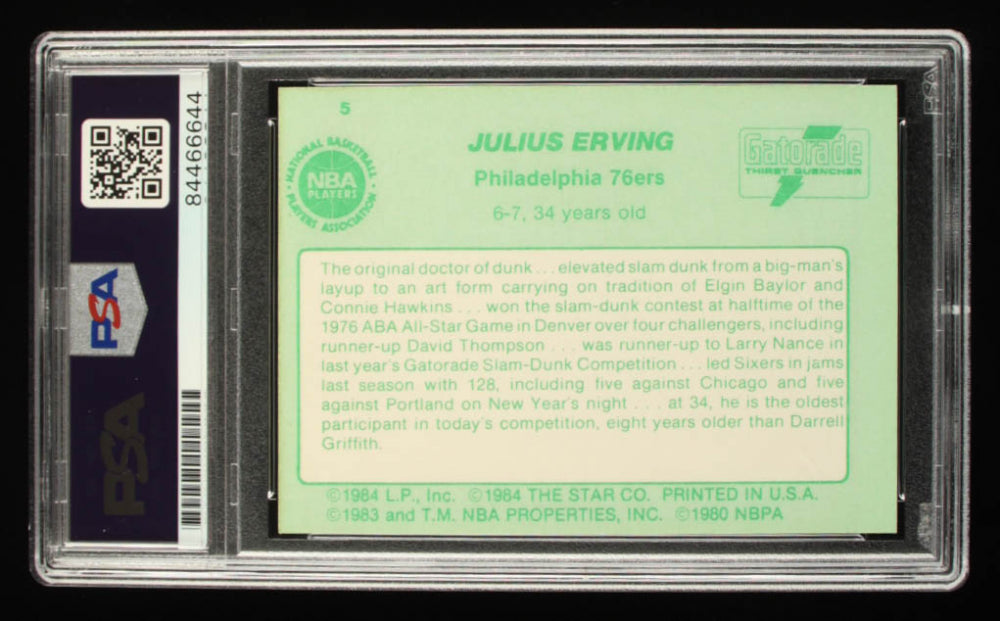 84466644
PSA
PSA
5
NATIONAL BASKETBALL
NBA
PLAYERS
PLAYERS ASSOCIATION
JULIUS ERVING
Philadelphia 76ers
6-7, 34 years old
Gatorade
THIRST QUENCHER
The original doctor of dunk . . . elevated slam dunk from a big-man's
layup to an art form carrying on tradition of Elgin Baylor and
Connie Hawkins . . . won the slam-dunk contest at halftime of the
1976 ABA All-Star Game in Denver over four challengers, including
runner-up David Thompson . . . was runner-up to Larry Nance in
last year's Gatorade Slam-Dunk Competition . . . led Sixers in jams
last season with 128, including five against Chicago and five
against Portland on New Year's night . . . at 34, he is the oldest
participant in today's competition, eight years older than Darrell
Griffith.
©1984 L.P., Inc. ©1984 THE STAR CO. PRINTED IN U.S.A.
©1983 and T.M. NBA PROPERTIES, INC. ©1980 NBPA
PSA